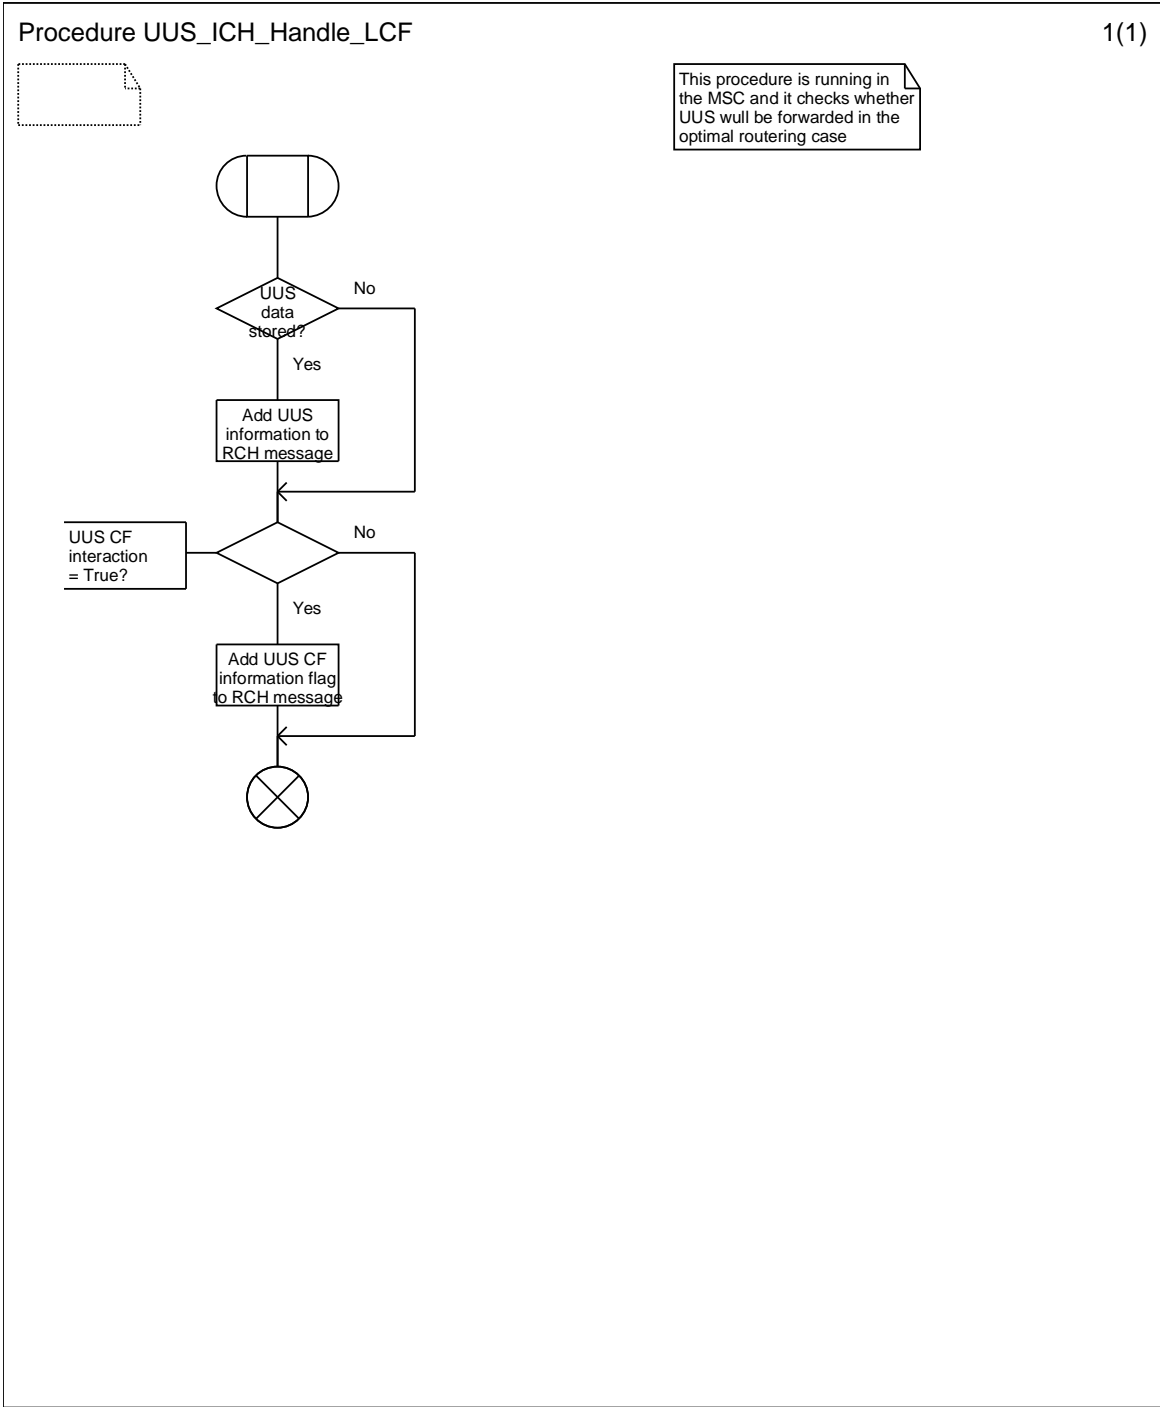 Procedure UUS_ICH_Handle_LCF
1(1)
This procedure is running in
the MSC and it checks whether
UUS wull be forwarded in the
optimal routering case
UUS
data
stored?
No
Yes
Add UUS
information to
RCH message
UUS CF
interaction
= True?
No
Yes
Add UUS CF
information flag
to RCH message